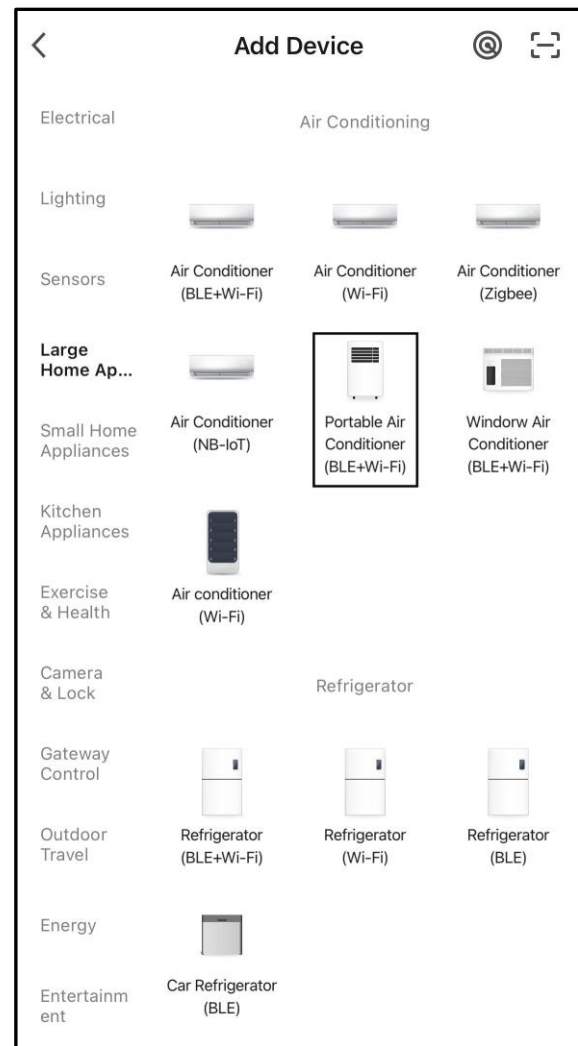 Add Device
Electrical
Lighting
Sensors
Large
Home Ap...
Small Home
Appliances
Kitchen
Appliances
Exercise
& Health
Camera
& Lock
Gateway
Control
Outdoor
Travel
Energy
Entertainm
ent
Air Conditioning
Air Conditioner
(BLE+Wi-Fi)
Air Conditioner
(Wi-Fi)
Air Conditioner
(Zigbee)
Air Conditioner
(NB-IoT)
Portable Air
Conditioner
(BLE+Wi-Fi)
Windorw Air
Conditioner
(BLE+Wi-Fi)
Air conditioner
(Wi-Fi)
Refrigerator
Refrigerator
(BLE+Wi-Fi)
Refrigerator
(Wi-Fi)
Refrigerator
(BLE)
Car Refrigerator
(BLE)